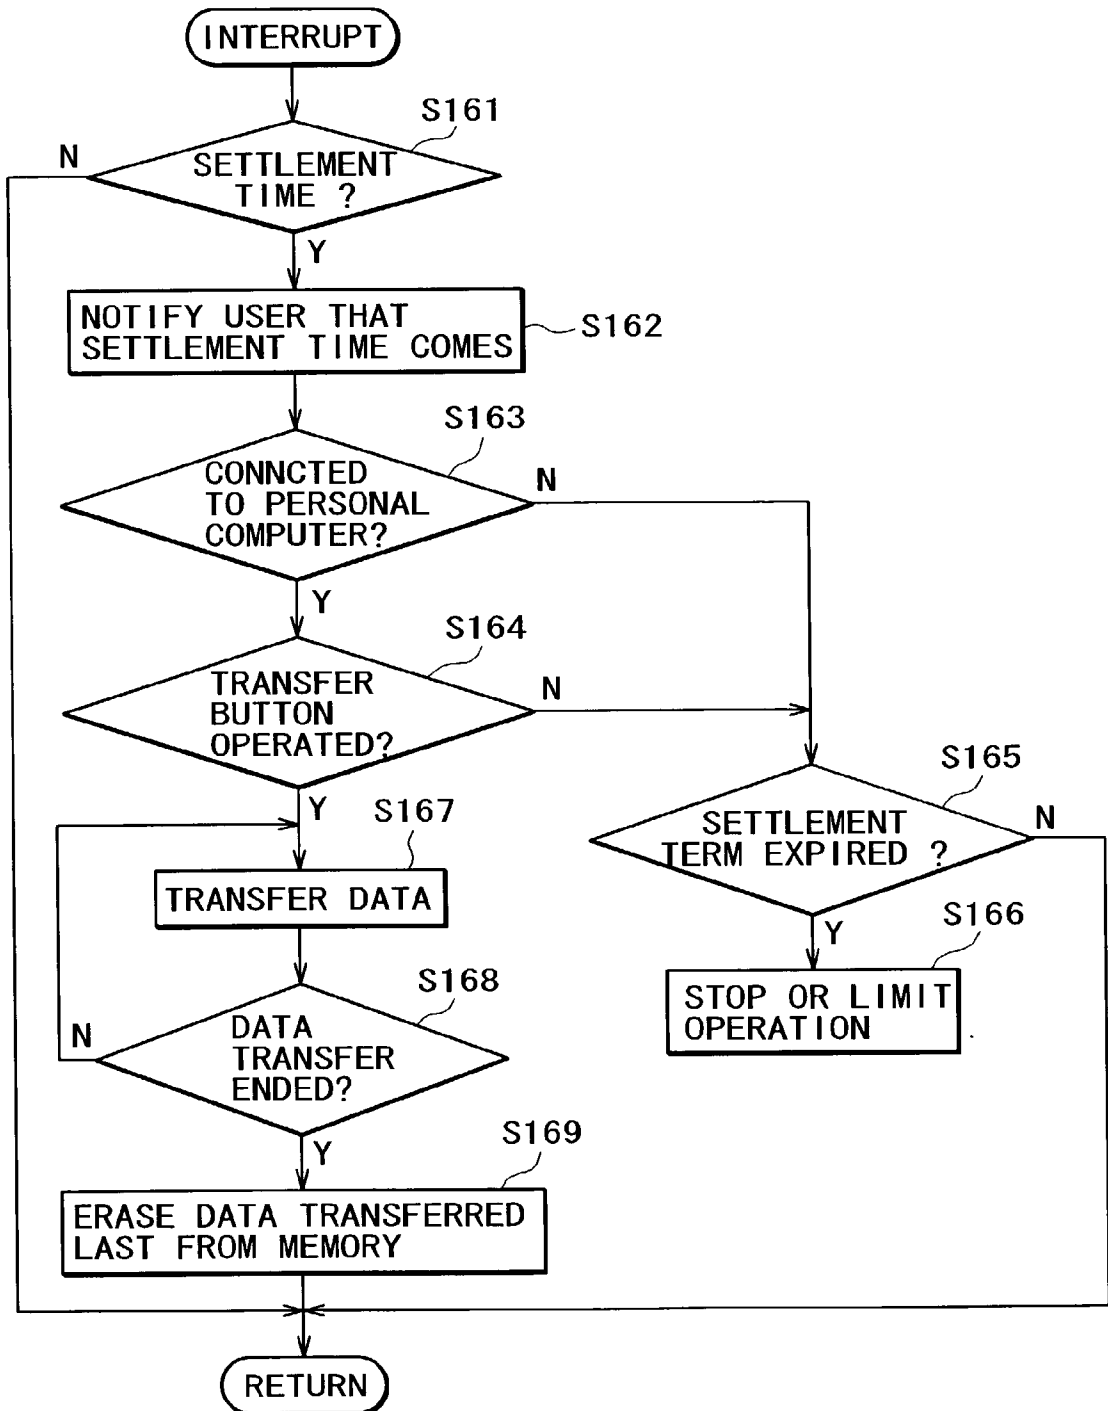 INTERRUPT
S161
N
SETTLEMENT
TIME ?
Y
NOTIFY USER THAT
SETTLEMENT TIME COMES
S162
S163
CONNCTED
TO PERSONAL
COMPUTER?
N
Y
S164
TRANSFER
BUTTON
OPERATED?
N
Y
S165
SETTLEMENT
TERM EXPIRED ?
N
Y
S166
STOP OR LIMIT
OPERATION
S167
TRANSFER DATA
S168
DATA
TRANSFER
ENDED?
N
Y
S169
ERASE DATA TRANSFERRED
LAST FROM MEMORY
RETURN